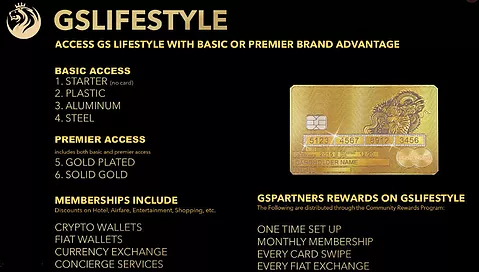 GSLIFESTYLE
ACCESS GS LIFESTYLE WITH BASIC OR PREMIER BRAND ADVANTAGE
BASIC ACCESS
1. STARTER (no card)
2. PLASTIC
3. ALUMINUM
4. STEEL
PREMIER ACCESS
includes both basic and premier access
5. GOLD PLATED
6. SOLID GOLD
5123 4567 3456
CARDHOLDER NAME
MEMBERSHIPS INCLUDE
Discounts on Hotel, Airfare, Entertainment, Shopping, etc.
CRYPTO WALLETS
FIAT WALLETS
CURRENCY EXCHANGE
CONCIERGE SERVICES
GSPARTNERS REWARDS ON GSLIFESTYLE
The Following are distributed through the Community Rewards Program:
ONE TIME SET UP
MONTHLY MEMBERSHIP
EVERY CARD SWIPE
EVERY FIAT EXCHANGE